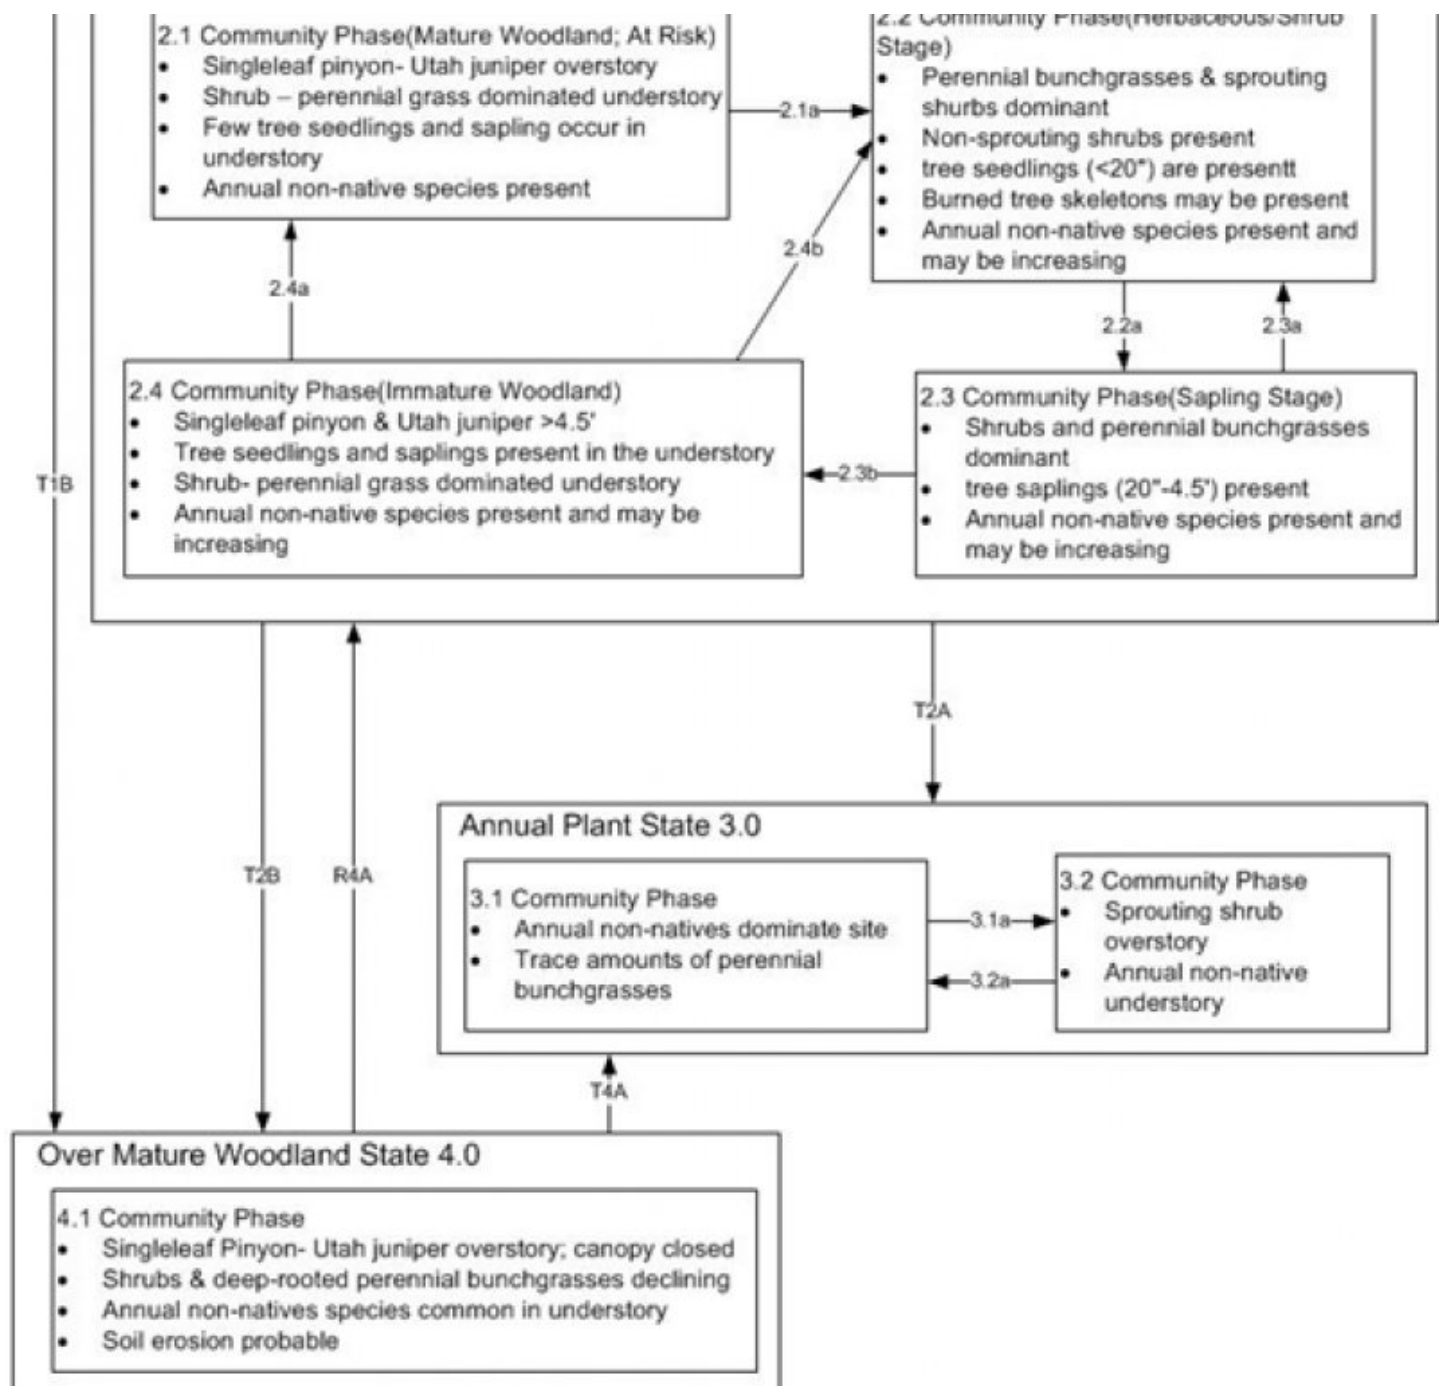 2.1 Community Phase(Mature Woodland; At Risk)
• Singleleaf pinyon- Utah juniper overstory
• Shrub – perennial grass dominated understory
• Few tree seedlings and sapling occur in
understory
• Annual non-native species present
2.1a
2.2 Community Phase(Herbaceous/Shrub
Stage)
• Perennial bunchgrasses & sprouting
shurbs dominant
• Non-sprouting shrubs present
• tree seedlings (<20") are presentt
• Burned tree skeletons may be present
• Annual non-native species present and
may be increasing
2.4a
2.4b
2.2a
2.3a
2.4 Community Phase(Immature Woodland)
• Singleleaf pinyon & Utah juniper >4.5'
• Tree seedlings and saplings present in the understory
• Shrub- perennial grass dominated understory
• Annual non-native species present and may be
increasing
2.3b
2.3 Community Phase(Sapling Stage)
• Shrubs and perennial bunchgrasses
dominant
• tree saplings (20"-4.5') present
• Annual non-native species present and
may be increasing
T1B
T2A
T2B
R4A
Annual Plant State 3.0
3.1 Community Phase
• Annual non-natives dominate site
• Trace amounts of perennial
bunchgrasses
3.1a
3.2a
3.2 Community Phase
• Sprouting shrub
overstory
• Annual non-native
understory
T4A
Over Mature Woodland State 4.0
4.1 Community Phase
• Singleleaf Pinyon- Utah juniper overstory; canopy closed
• Shrubs & deep-rooted perennial bunchgrasses declining
• Annual non-natives species common in understory
• Soil erosion probable